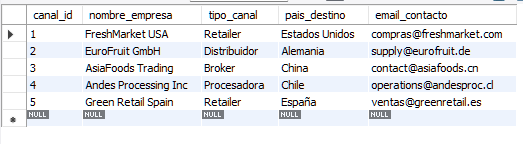 canal_id nombre_empresa tipo_canal pais_destino email_contacto
1 FreshMarket USA Retailer Estados Unidos compras@freshmarket.com
2 EuroFruit GmbH Distribuidor Alemania supply@eurofruit.de
3 AsiaFoods Trading Broker China contact@asiafoods.cn
4 Andes Processing Inc Procesadora Chile operations@andesproc.cl
5 Green Retail Spain Retailer España ventas@greenretail.es
NULL NULL NULL NULL NULL